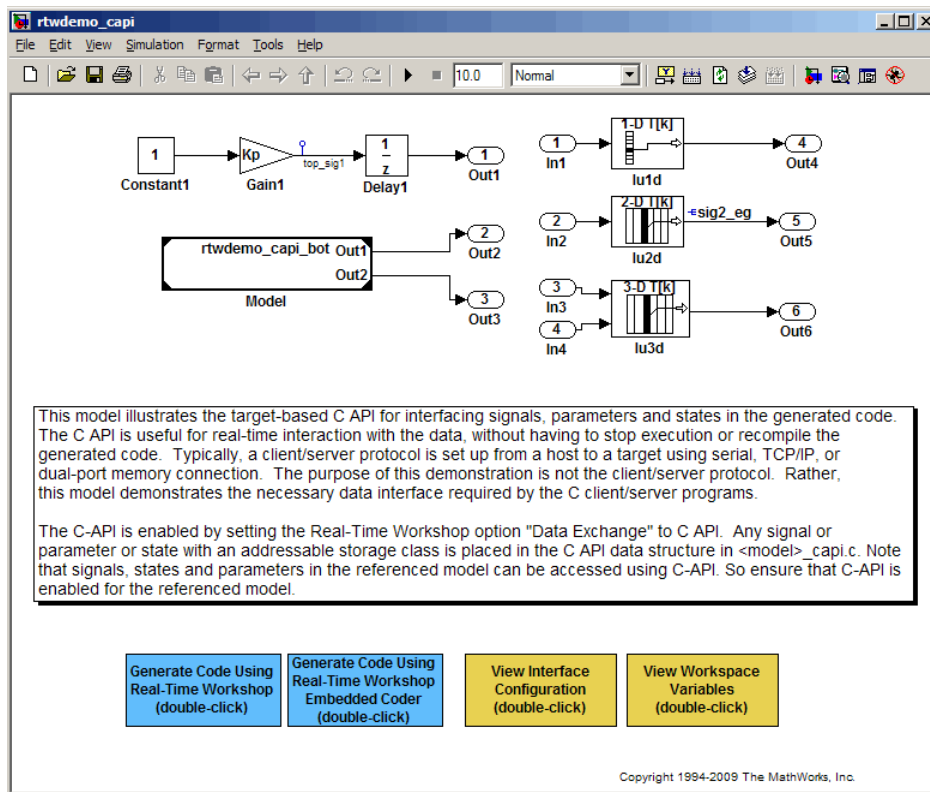 rtwdemo_capi
File Edit View Simulation Format Tools Help
10.0 Normal
1
Constant1
Kp
Gain1
top_sig1
1
z
Delay1
1
Out1
rtwdemo_capi_bot
Out1
Out2
Model
2
Out2
3
Out3
1
In1
1-D T[k]
lu1d
4
Out4
2
In2
2-D T[k]
lu2d
sig2_eg
5
Out5
3
In3
4
In4
3-D T[k]
lu3d
6
Out6
This model illustrates the target-based C API for interfacing signals, parameters and states in the generated code.
The C API is useful for real-time interaction with the data, without having to stop execution or recompile the
generated code. Typically, a client/server protocol is set up from a host to a target using serial, TCP/IP, or
dual-port memory connection. The purpose of this demonstration is not the client/server protocol. Rather,
this model demonstrates the necessary data interface required by the C client/server programs.
The C-API is enabled by setting the Real-Time Workshop option "Data Exchange" to C API. Any signal or
parameter or state with an addressable storage class is placed in the C API data structure in <model>_capi.c. Note
that signals, states and parameters in the referenced model can be accessed using C-API. So ensure that C-API is
enabled for the referenced model.
Generate Code Using
Real-Time Workshop
(double-click)
Generate Code Using
Real-Time Workshop
Embedded Coder
(double-click)
View Interface
Configuration
(double-click)
View Workspace
Variables
(double-click)
Copyright 1994-2009 The MathWorks, Inc.